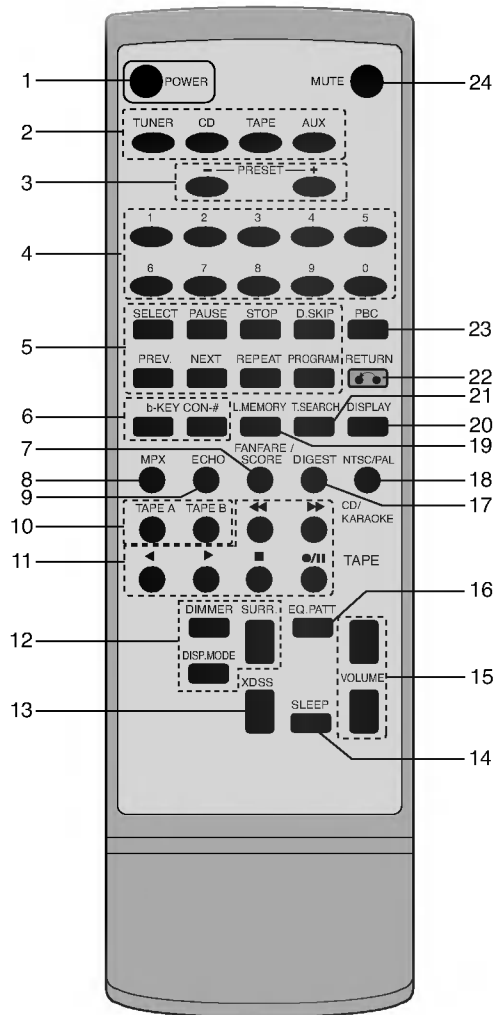 1 POWER MUTE 24
2 TUNER CD TAPE AUX
3 − PRESET +
1 2 3 4 5
4
6 7 8 9 0
SELECT PAUSE STOP D.SKIP PBC
5 23
PREV. NEXT REPEAT PROGRAM RETURN
22
21
6 b-KEY CON-# L.MEMORY T.SEARCH DISPLAY
20
19
7 FANFARE /
8 MPX ECHO SCORE DIGEST NTSC/PAL 18
9 17
10 TAPE A TAPE B ◀◀ ▶▶ CD/
KARAOKE
11 ◀ ▶ ■ ●/II TAPE
12 DIMMER SURR. EQ.PATT 16
DISP.MODE VOLUME 15
13 XDSS SLEEP
14